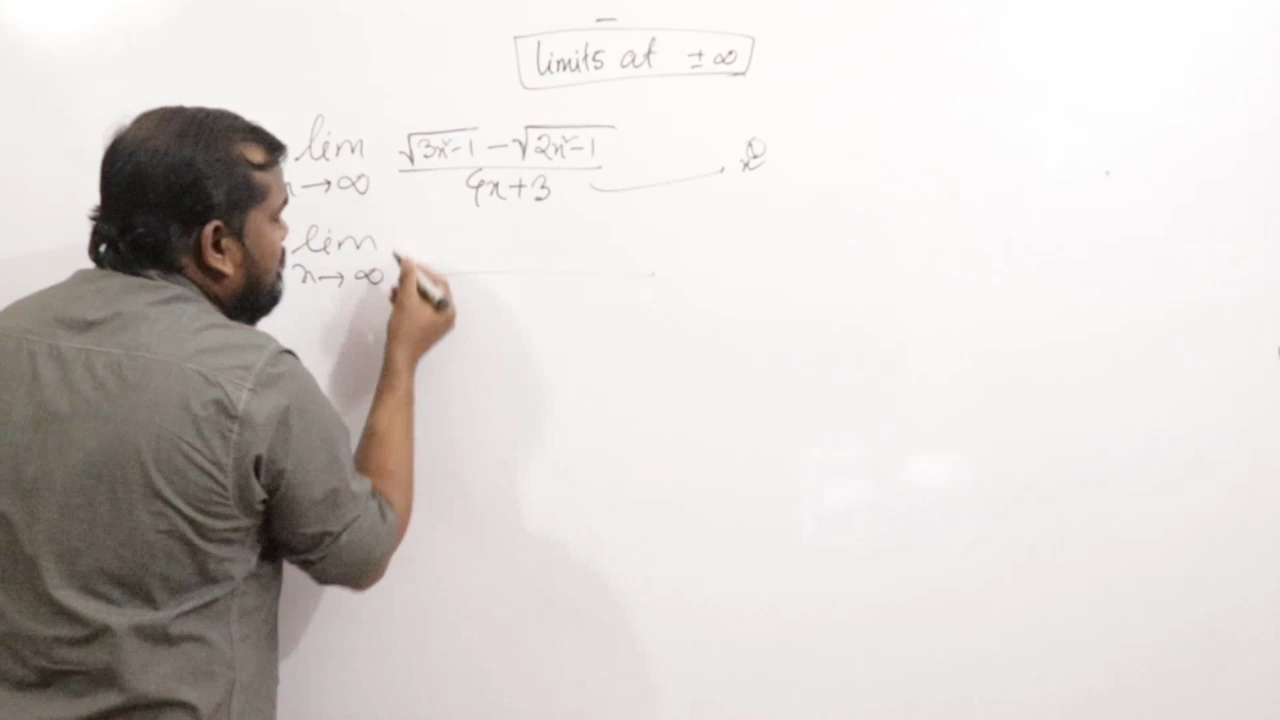 limits at ±∞
lim x→∞ (√(3x²-1) - √(2x²-1)) / (4x+3)
lim x→∞